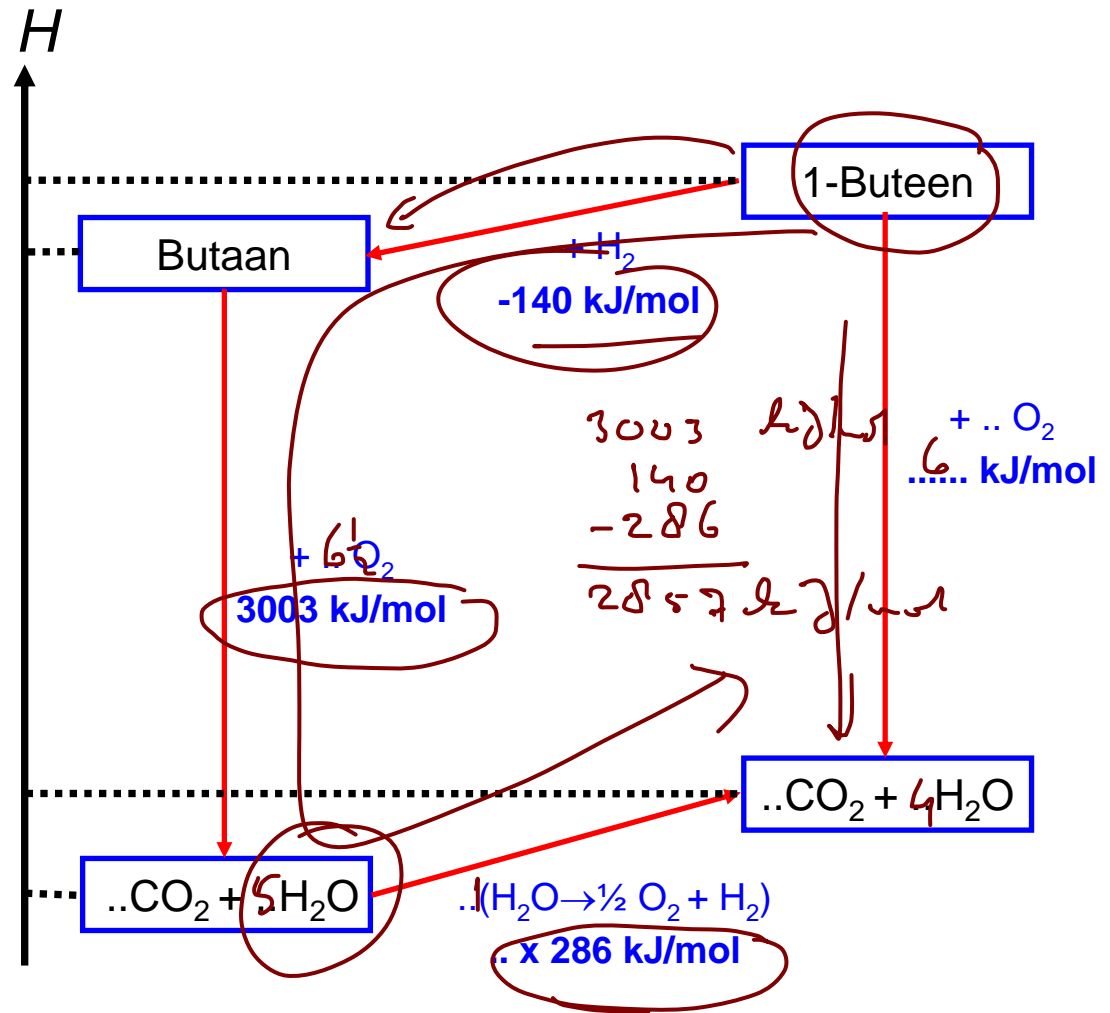 H
1-Buteen
Butaan
+ H₂
-140 kJ/mol
3003 kJ/mol
140
-286
2857 kJ/mol
+ .. O₂
6
...... kJ/mol
+ 6½ O₂
3003 kJ/mol
..CO₂ + 4H₂O
..CO₂ + 5H₂O
..1(H₂O→½ O₂ + H₂)
.. x 286 kJ/mol